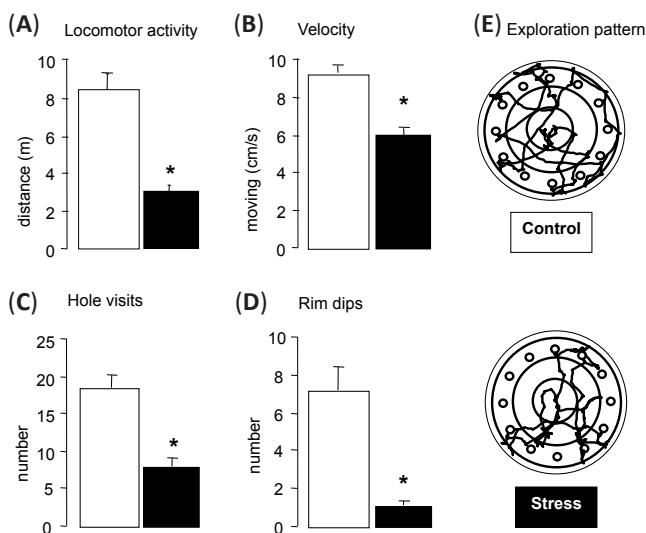 (A) Locomotor activity
10
8
6
4
2
0
distance (m)
*
(B) Velocity
10
8
6
4
2
0
moving (cm/s)
*
(E) Exploration pattern
Control
(C) Hole visits
25
20
15
10
5
0
number
*
(D) Rim dips
10
8
6
4
2
0
number
*
Stress